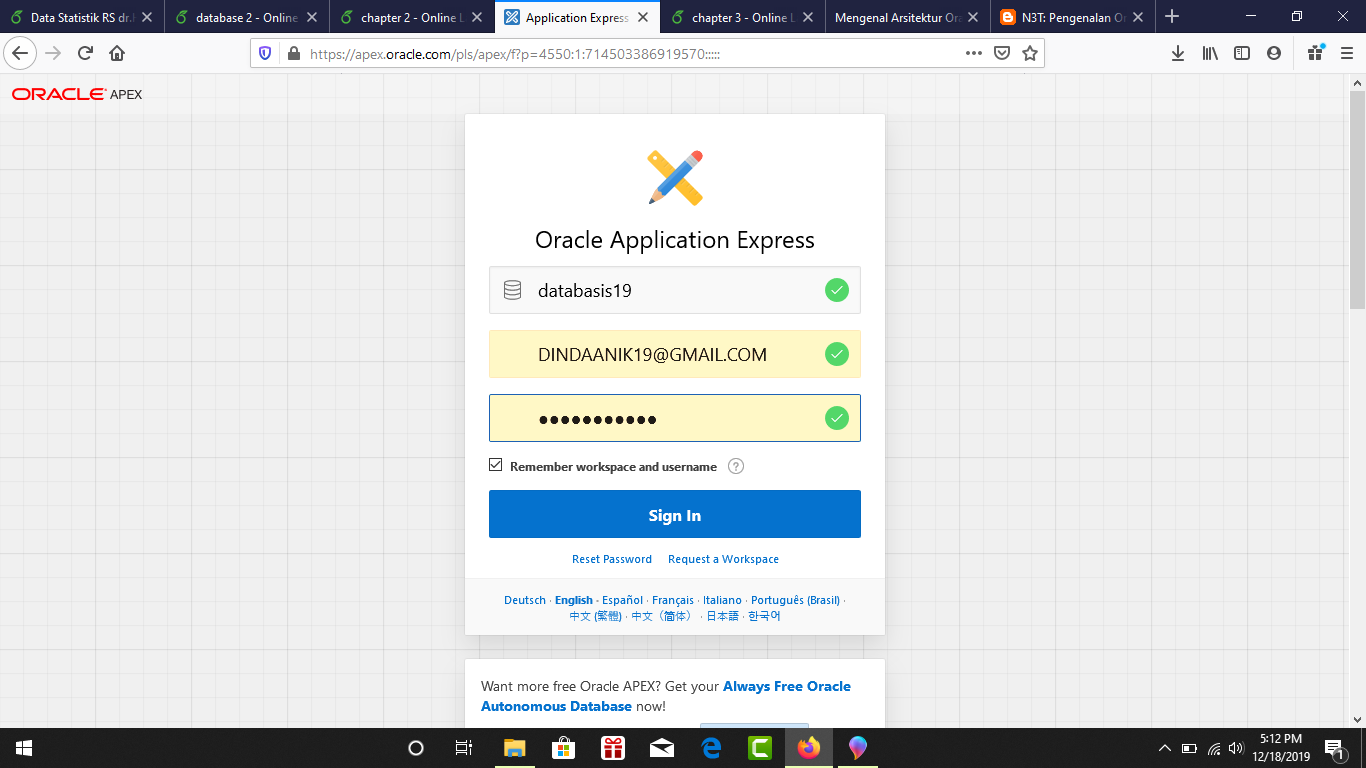 Data Statistik RS dr.
database 2 - Online
chapter 2 - Online L
Application Express
chapter 3 - Online L
Mengenal Arsitektur Ora
N3T: Pengenalan Or
https://apex.oracle.com/pls/apex/f?p=4550:1:714503386919570:::::
ORACLE APEX
Oracle Application Express
databasis19
DINDAANIK19@GMAIL.COM
●●●●●●●●●●●
Remember workspace and username ?
Sign In
Reset Password Request a Workspace
Deutsch · English · Español · Français · Italiano · Português (Brasil) ·
中文 (繁體) · 中文（简体） · 日本語 · 한국어
Want more free Oracle APEX? Get your Always Free Oracle
Autonomous Database now!
5:12 PM
12/18/2019
1